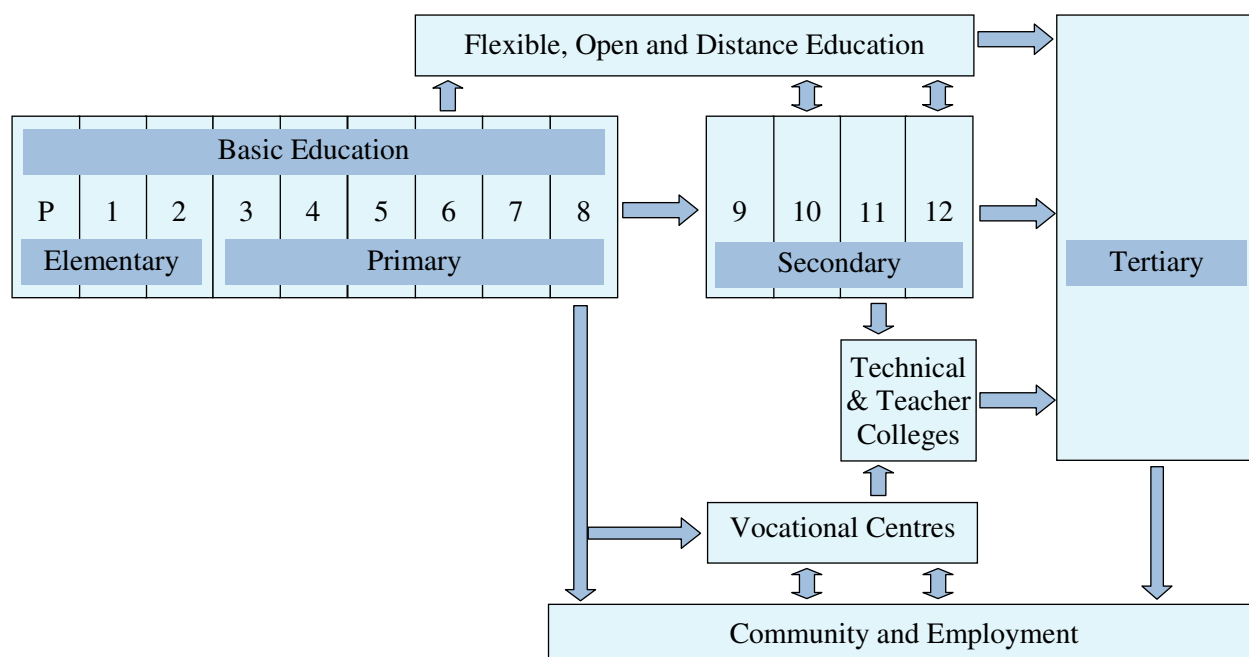 Flexible, Open and Distance Education
Basic Education
P 1 2 3 4 5 6 7 8
Elementary
Primary
9 10 11 12
Secondary
Tertiary
Technical
& Teacher
Colleges
Vocational Centres
Community and Employment